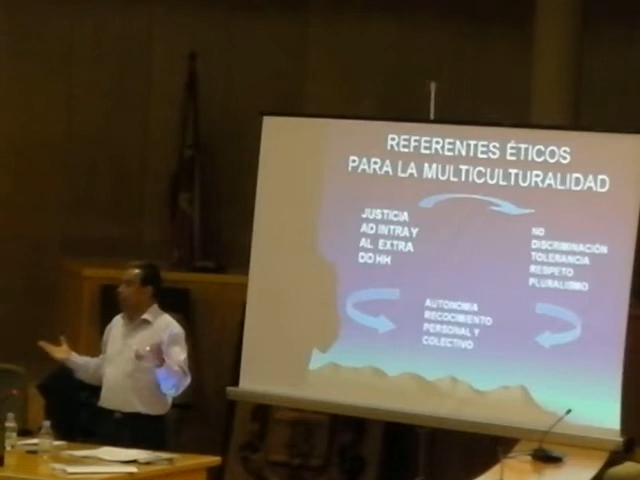 REFERENTES ÉTICOS
PARA LA MULTICULTURALIDAD
JUSTICIA
AD INTRA Y
AL EXTRA
DD HH
NO
DISCRIMINACIÓN
TOLERANCIA
RESPETO
PLURALISMO
AUTONOMIA
RECOCIMIENTO
PERSONAL Y
COLECTIVO